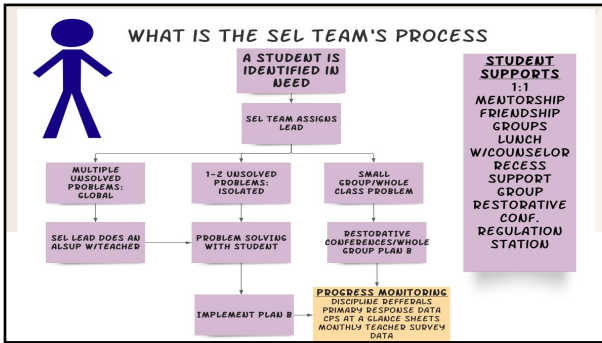 WHAT IS THE SEL TEAM'S PROCESS
A STUDENT IS
IDENTIFIED IN
NEED
SEL TEAM ASSIGNS
LEAD
MULTIPLE
UNSOLVED
PROBLEMS:
GLOBAL
1-2 UNSOLVED
PROBLEMS:
ISOLATED
SMALL
GROUP/WHOLE
CLASS PROBLEM
SEL LEAD DOES AN
ALSUP W/TEACHER
PROBLEM SOLVING
WITH STUDENT
RESTORATIVE
CONFERENCES/WHOLE
GROUP PLAN B
IMPLEMENT PLAN B
PROGRESS MONITORING
DISCIPLINE REFFERALS
PRIMARY RESPONSE DATA
CPS AT A GLANCE SHEETS
MONTHLY TEACHER SURVEY
DATA
STUDENT
SUPPORTS
1:1
MENTORSHIP
FRIENDSHIP
GROUPS
LUNCH
W/COUNSELOR
RECESS
SUPPORT
GROUP
RESTORATIVE
CONF.
REGULATION
STATION